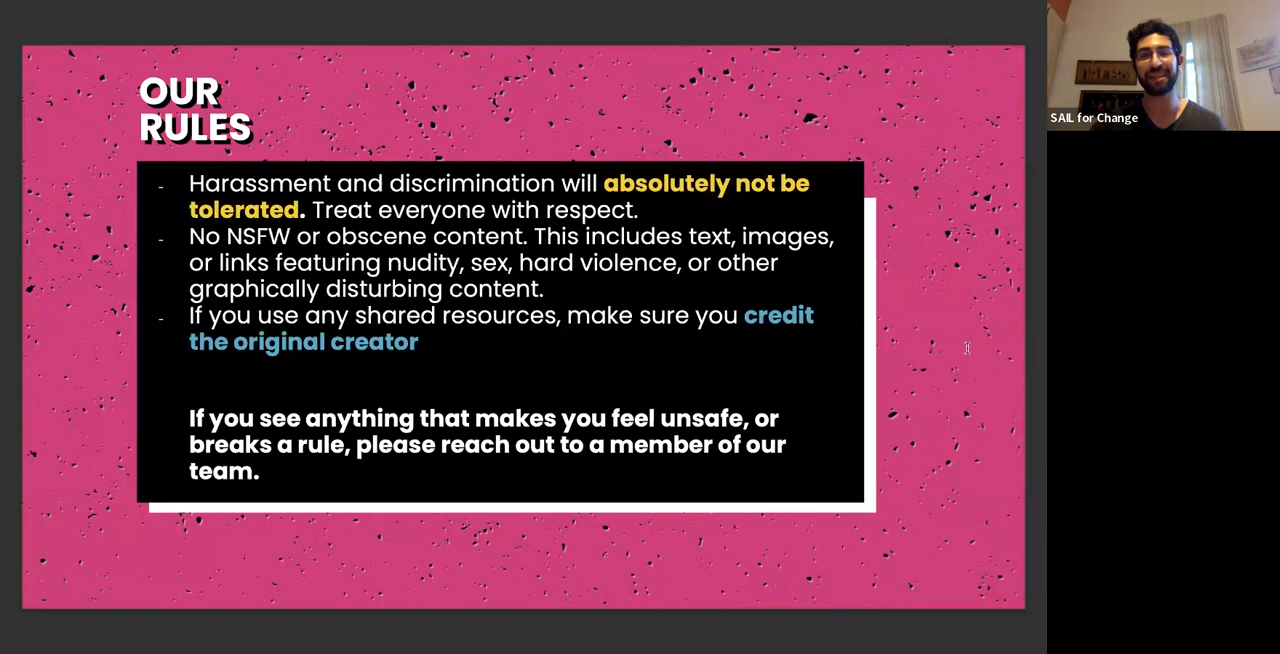 OUR
RULES
- Harassment and discrimination will absolutely not be
tolerated. Treat everyone with respect.
- No NSFW or obscene content. This includes text, images,
or links featuring nudity, sex, hard violence, or other
graphically disturbing content.
- If you use any shared resources, make sure you credit
the original creator
If you see anything that makes you feel unsafe, or
breaks a rule, please reach out to a member of our
team.
SAIL for Change